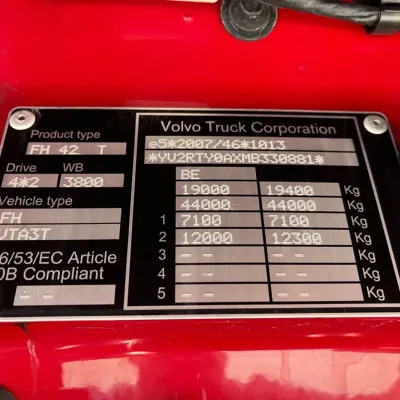 Product type
FH 42 T
Drive WB
4*2 3800
Vehicle type
FH
VTA3T
6/53/EC Article
0B Compliant
-- --
Volvo Truck Corporation
e5*2007/46*1013
*YV2RTY0AXMB330881*
BE
19000 19400 Kg
44000 44000 Kg
1 7100 7100 Kg
2 12000 12300 Kg
3 -- -- -- -- Kg
4 -- -- -- -- Kg
5 -- -- -- -- Kg